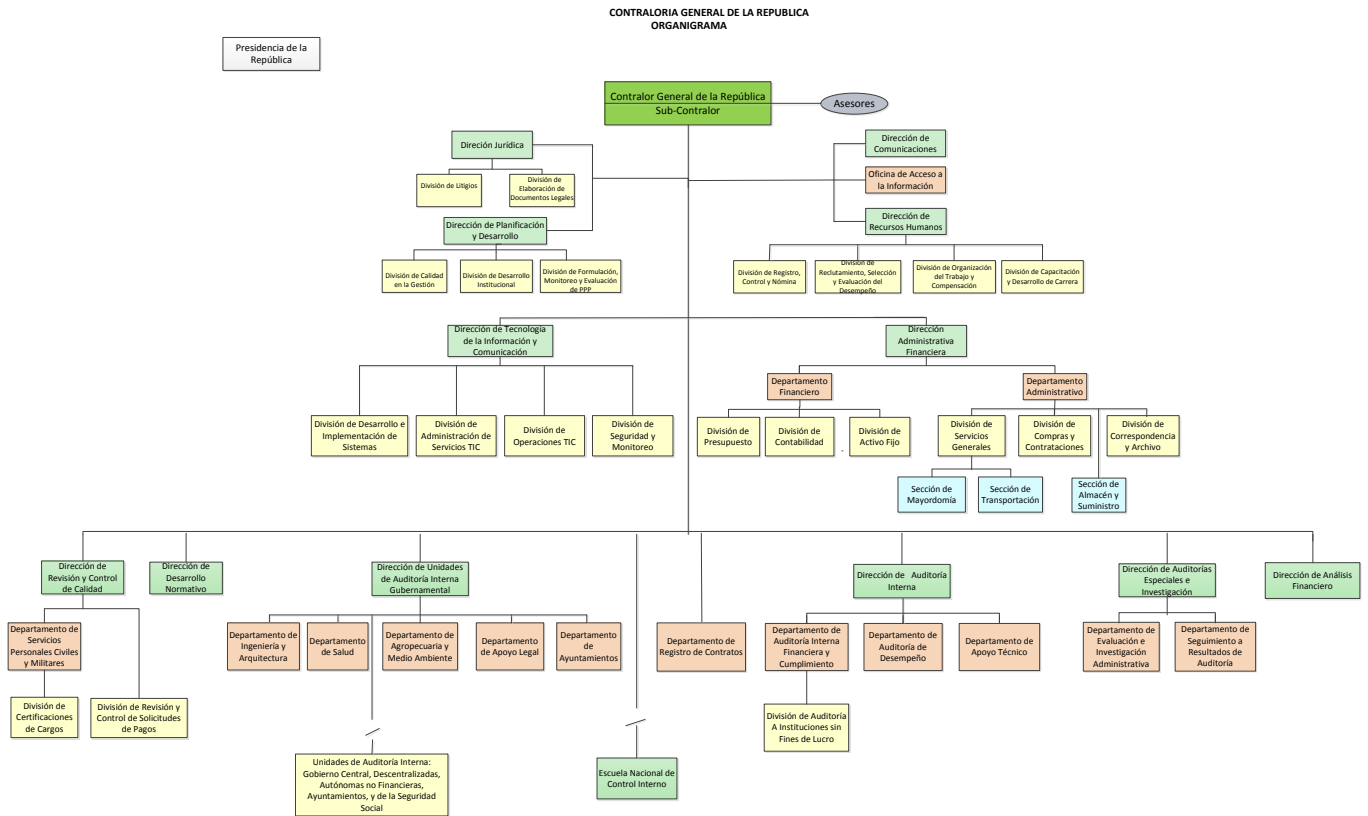 CONTRALORIA GENERAL DE LA REPUBLICA
ORGANIGRAMA
Presidencia de la
República
Contralor General de la República
Sub-Contralor
Asesores
Direción Jurídica
División de Litigios
División de
Elaboración de
Documentos Legales
Dirección de Planificación
y Desarrollo
División de Calidad
en la Gestión
División de Desarrollo
Institucional
División de Formulación,
Monitoreo y Evaluación
de PPP
Dirección de
Comunicaciones
Oficina de Acceso a
la Información
Dirección de
Recursos Humanos
División de Registro,
Control y Nómina
División de
Reclutamiento, Selección
y Evaluación del
Desempeño
División de Organización
del Trabajo y
Compensación
División de Capacitación
y Desarrollo de Carrera
Dirección de Tecnología
de la Información y
Comunicación
División de Desarrollo e
Implementación de
Sistemas
División de
Administración de
Servicios TIC
División de
Operaciones TIC
División de
Seguridad y
Monitoreo
Dirección
Administrativa
Financiera
Departamento
Financiero
Departamento
Administrativo
División de
Presupuesto
División de
Contabilidad
.
División de
Activo Fijo
División de
Servicios
Generales
División de
Compras y
Contrataciones
División de
Correspondencia
y Archivo
Sección de
Mayordomía
Sección de
Transportación
Sección de
Almacén y
Suministro
Dirección de
Revisión y Control
de Calidad
Dirección de
Desarrollo
Normativo
Dirección de Unidades
de Auditoría Interna
Gubernamental
Dirección de Auditoría
Interna
Dirección de Auditorías
Especiales e
Investigación
Dirección de Análisis
Financiero
Departamento de
Servicios
Personales Civiles
y Militares
División de
Certificaciones
de Cargos
División de Revisión y
Control de Solicitudes
de Pagos
Departamento de
Ingeniería y
Arquitectura
Departamento
de Salud
Departamento de
Agropecuaria y
Medio Ambiente
Departamento
de Apoyo Legal
Departamento
de
Ayuntamientos
Unidades de Auditoría Interna:
Gobierno Central, Descentralizadas,
Autónomas no Financieras,
Ayuntamientos, y de la Seguridad
Social
Escuela Nacional de
Control Interno
Departamento de
Registro de Contratos
Departamento de
Auditoría Interna
Financiera y
Cumplimiento
Departamento de
Auditoría de
Desempeño
Departamento de
Apoyo Técnico
División de Auditoría
A Instituciones sin
Fines de Lucro
Departamento de
Evaluación e
Investigación
Administrativa
Departamento de
Seguimiento a
Resultados de
Auditoría